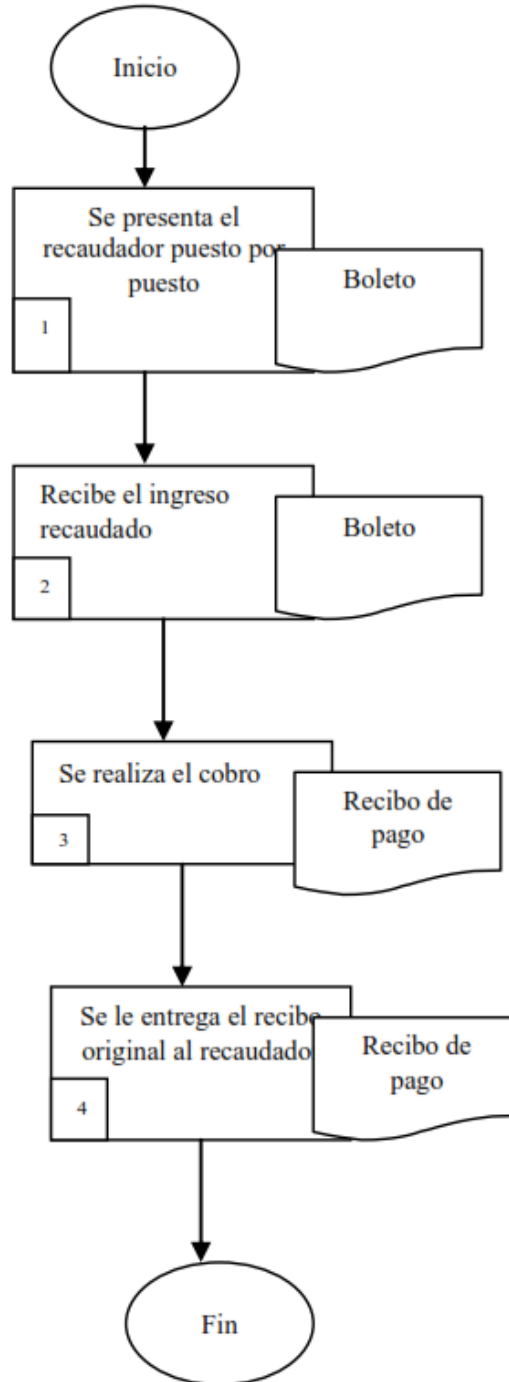 Inicio
Se presenta el
recaudador puesto por
puesto
Boleto
1
Recibe el ingreso
recaudado
Boleto
2
Se realiza el cobro
Recibo de
pago
3
Se le entrega el recibo
original al recaudado
Recibo de
pago
4
Fin